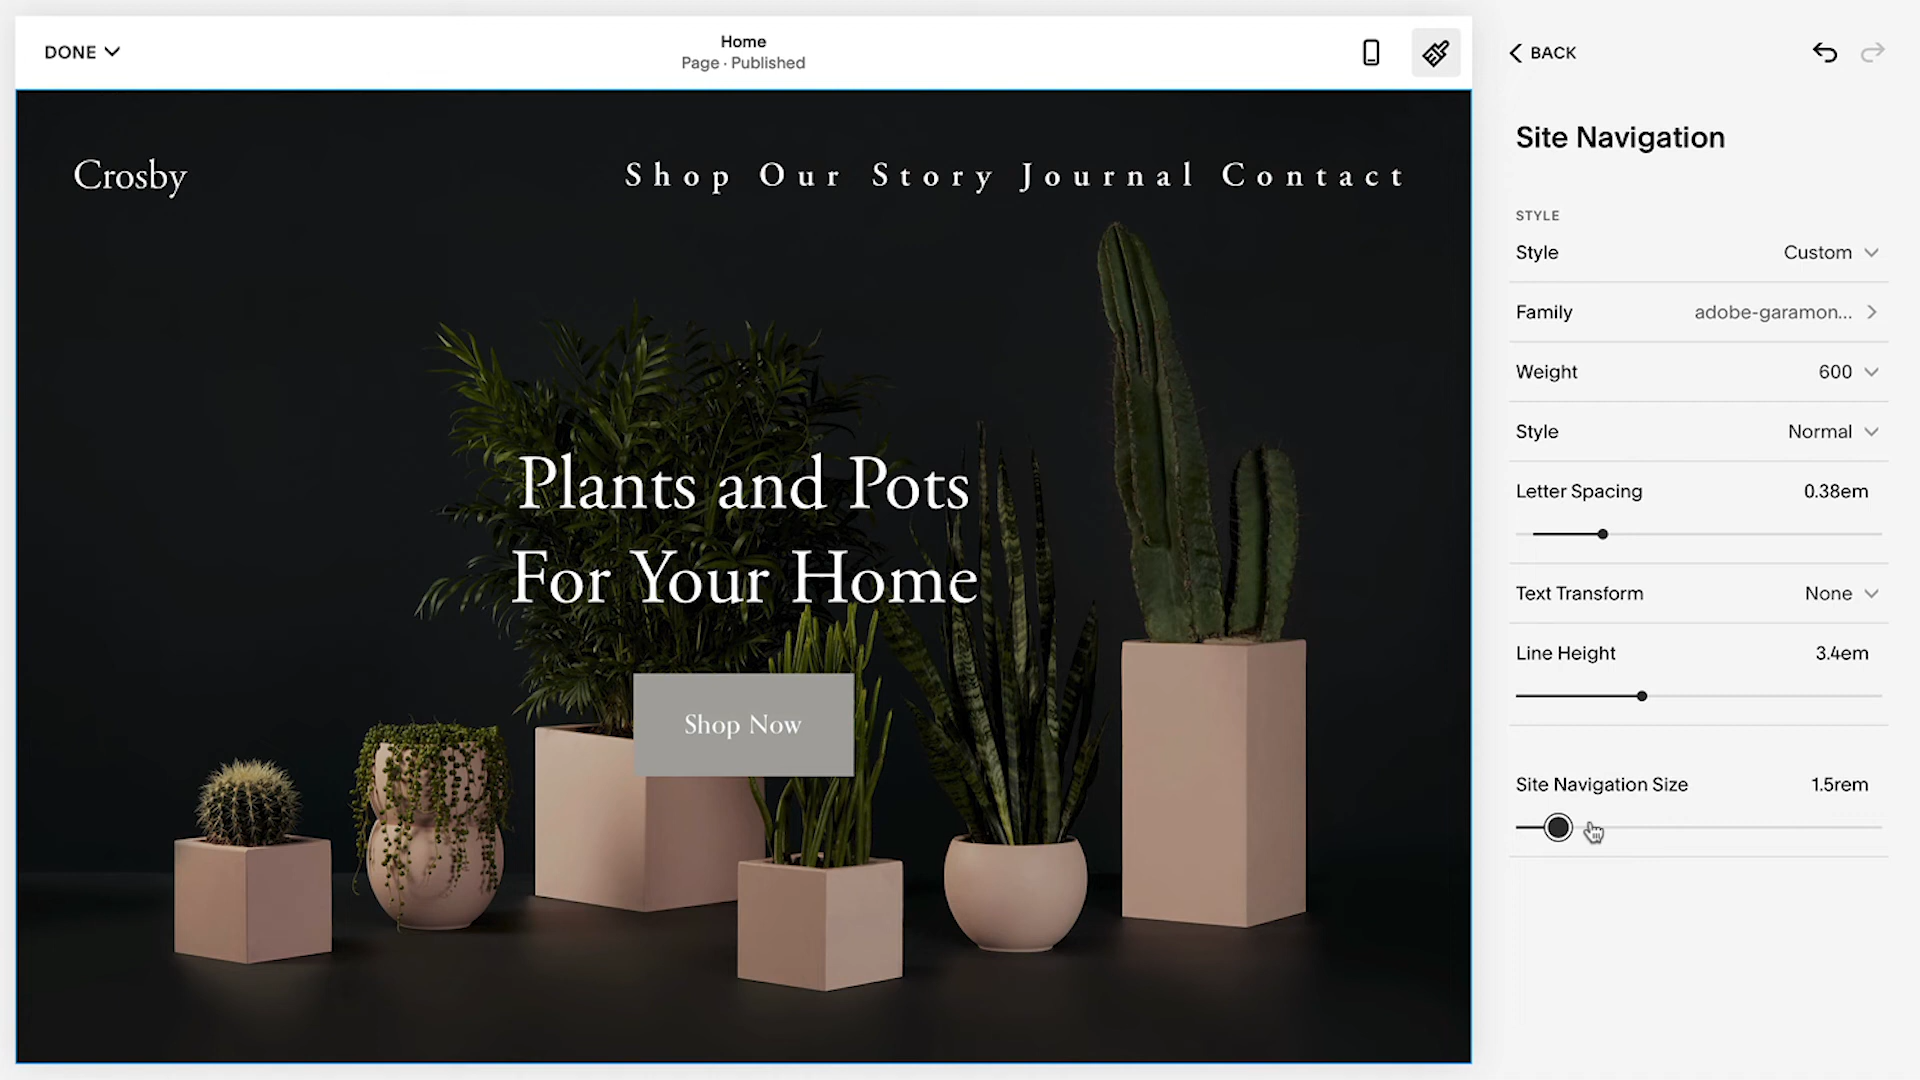 DONE
Home
Page · Published
BACK
Crosby
Shop Our Story Journal Contact
Plants and Pots
For Your Home
Shop Now
Site Navigation
STYLE
Style Custom
Family adobe-garamon...
Weight 600
Style Normal
Letter Spacing 0.38em
Text Transform None
Line Height 3.4em
Site Navigation Size 1.5rem